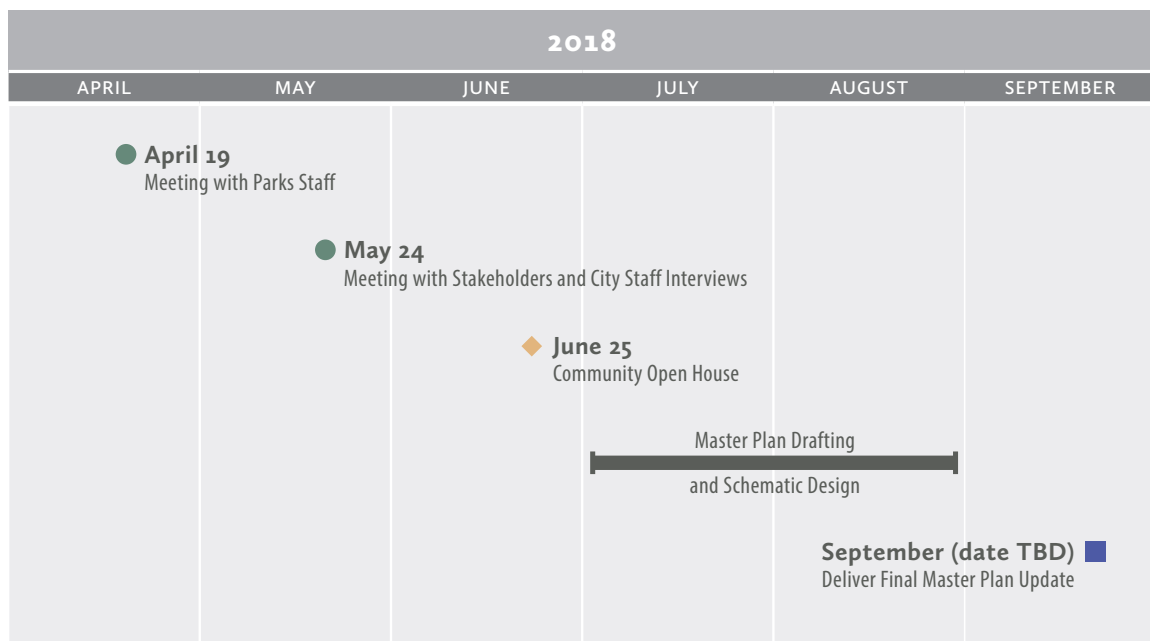 2018
APRIL MAY JUNE JULY AUGUST SEPTEMBER
April 19
Meeting with Parks Staff
May 24
Meeting with Stakeholders and City Staff Interviews
June 25
Community Open House
Master Plan Drafting
and Schematic Design
September (date TBD)
Deliver Final Master Plan Update